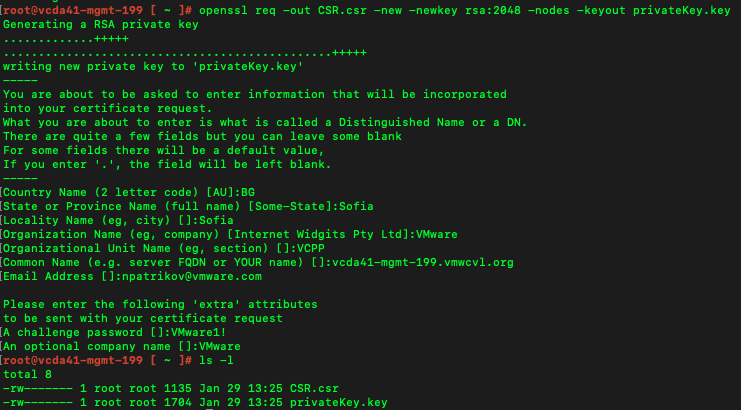 [root@vcda41-mgmt-199 [ ~ ]# openssl req -out CSR.csr -new -newkey rsa:2048 -nodes -keyout privateKey.key
Generating a RSA private key
.............+++++
...............................................+++++
writing new private key to 'privateKey.key'
-----
You are about to be asked to enter information that will be incorporated
into your certificate request.
What you are about to enter is what is called a Distinguished Name or a DN.
There are quite a few fields but you can leave some blank
For some fields there will be a default value,
If you enter '.', the field will be left blank.
-----
[Country Name (2 letter code) [AU]:BG
[State or Province Name (full name) [Some-State]:Sofia
[Locality Name (eg, city) []:Sofia
[Organization Name (eg, company) [Internet Widgits Pty Ltd]:VMware
[Organizational Unit Name (eg, section) []:VCPP
[Common Name (e.g. server FQDN or YOUR name) []:vcda41-mgmt-199.vmwcvl.org
[Email Address []:npatrikov@vmware.com
Please enter the following 'extra' attributes
to be sent with your certificate request
[A challenge password []:VMware1!
[An optional company name []:VMware
[root@vcda41-mgmt-199 [ ~ ]# ls -l
total 8
-rw------- 1 root root 1135 Jan 29 13:25 CSR.csr
-rw------- 1 root root 1704 Jan 29 13:25 privateKey.key